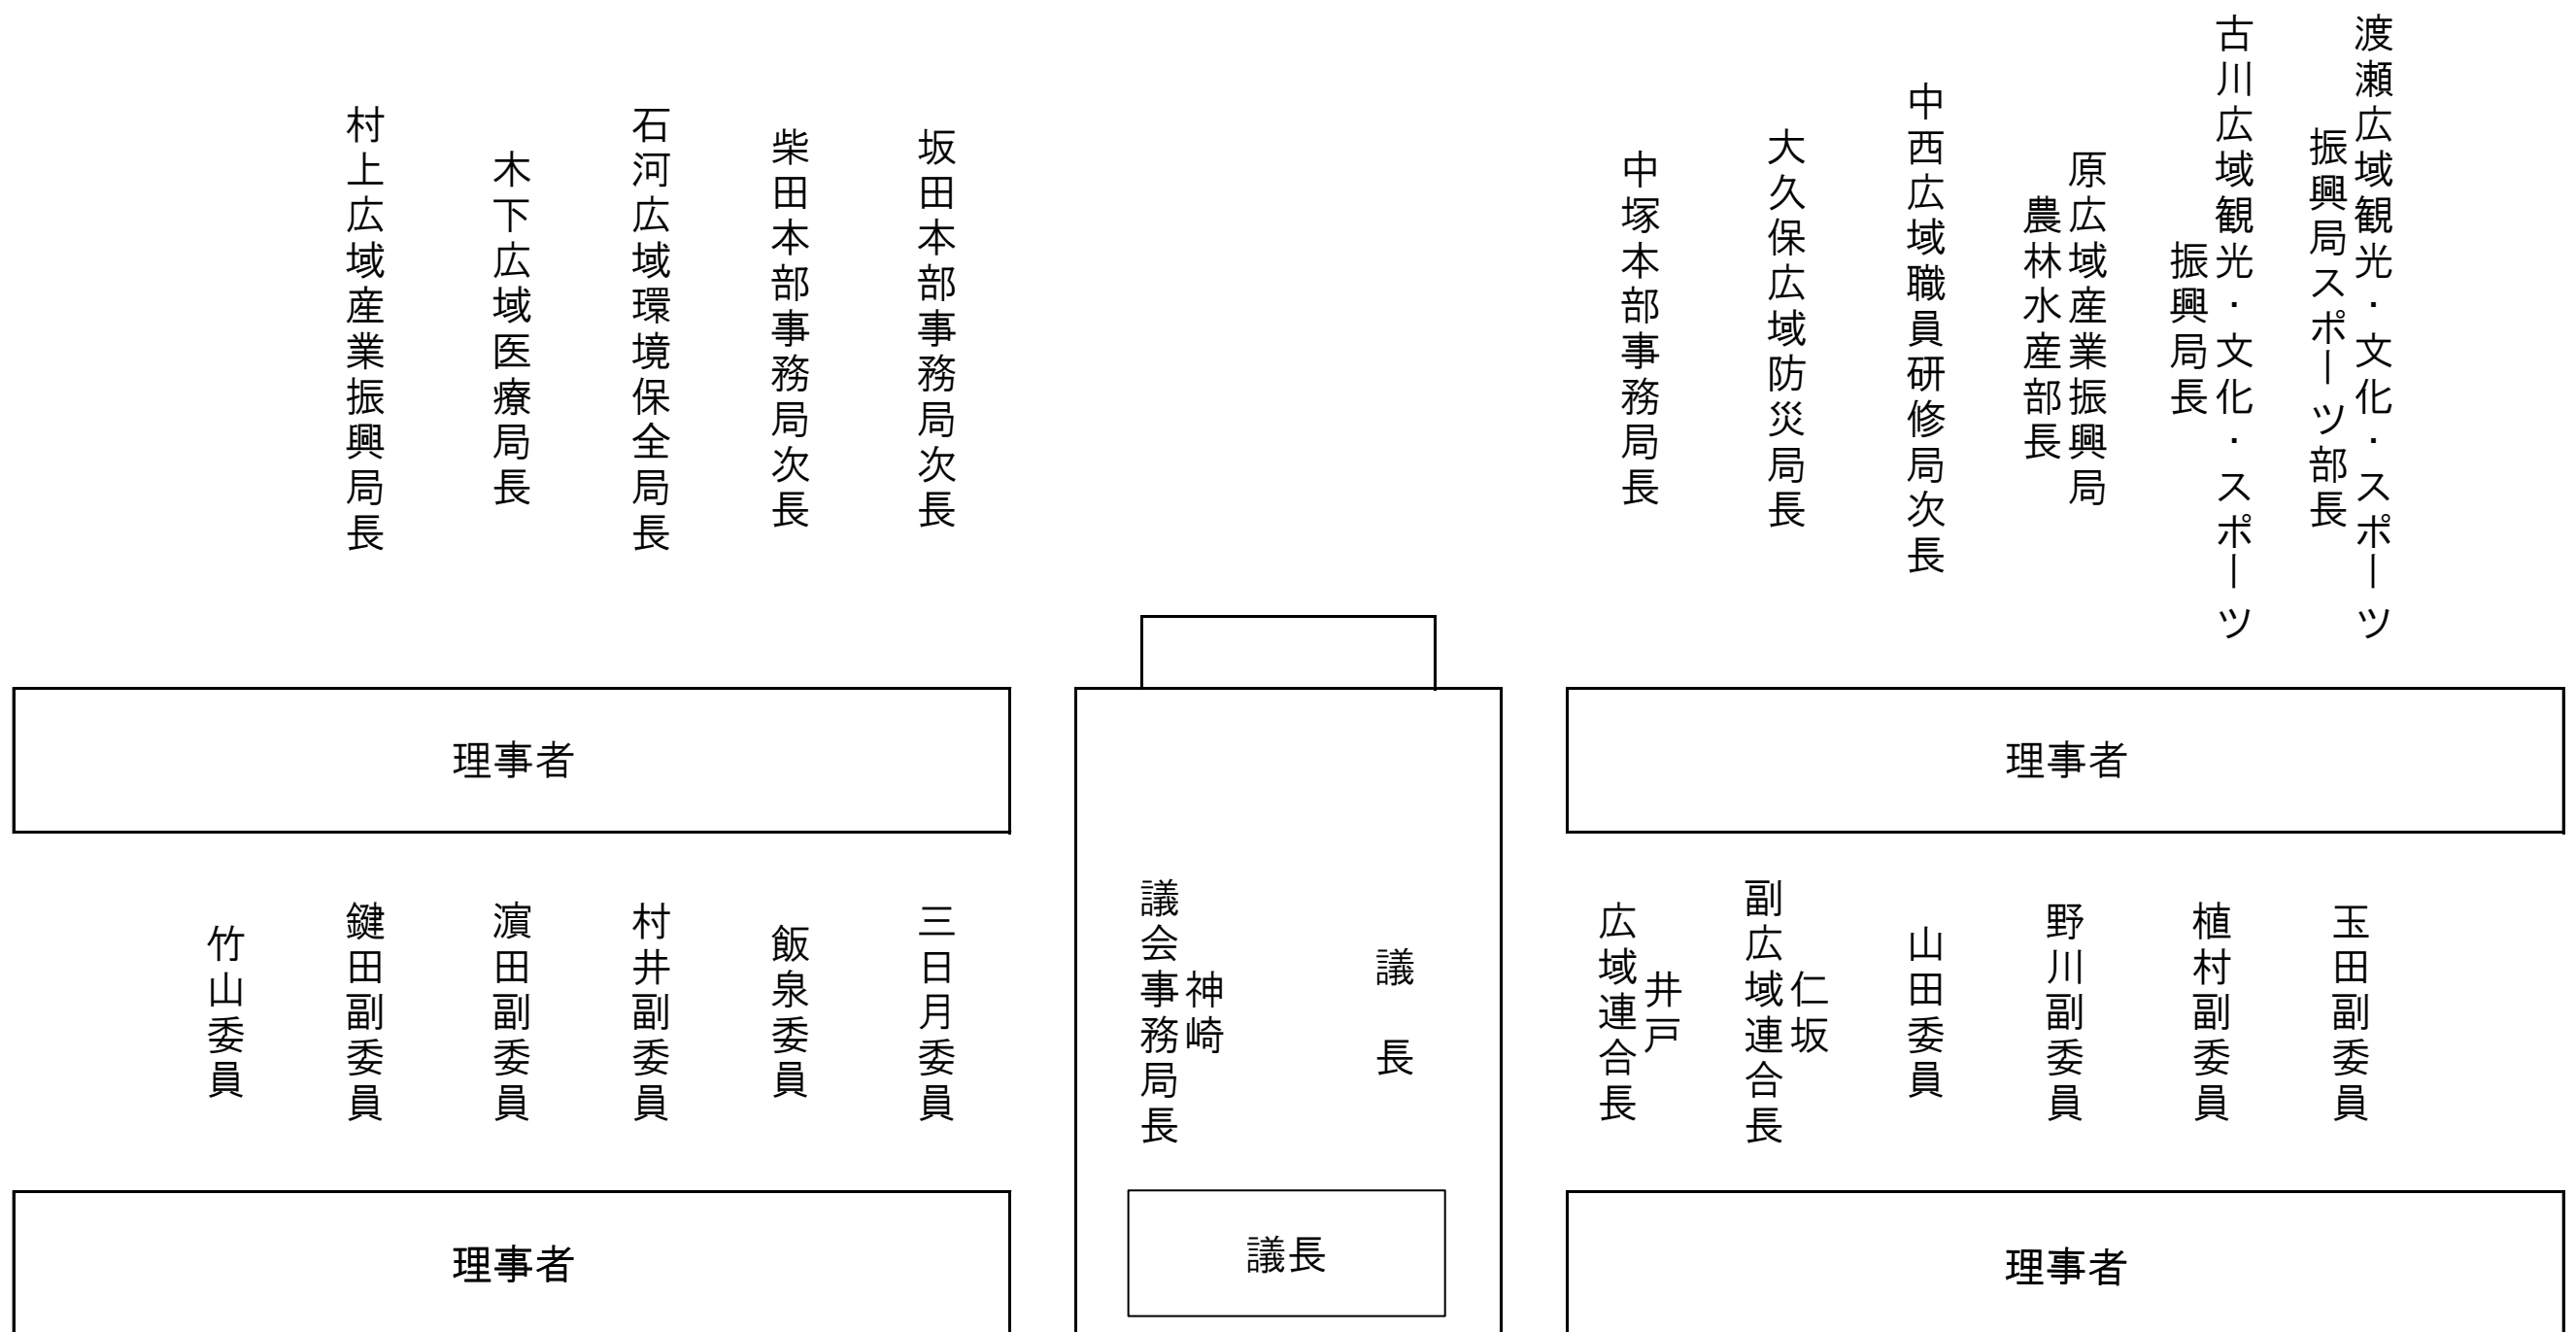 渡瀬広域観光・文化・スポーツ
振興局スポーツ部長
古川広域観光・文化・スポーツ
振興局長
原広域産業振興局
農林水産部長
中西広域職員研修局次長
大久保広域防災局長
中塚本部事務局長
坂田本部事務局次長
柴田本部事務局次長
石河広域環境保全局長
木下広域医療局長
村上広域産業振興局長
理事者
理事者
玉田副委員
植村副委員
野川副委員
山田委員
仁坂
副広域連合長
井戸
広域連合長
議長
神崎
議会事務局長
三日月委員
飯泉委員
村井副委員
濵田副委員
鍵田副委員
竹山委員
理事者
議長
理事者